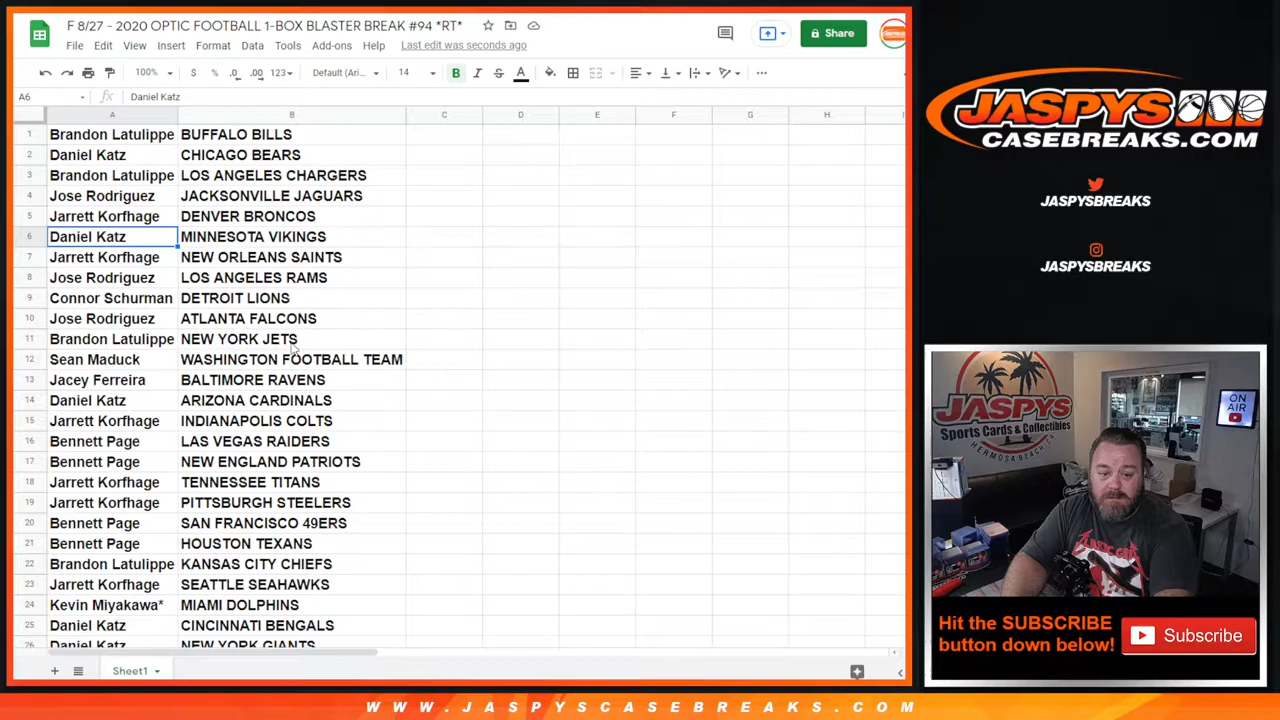 F 8/27 - 2020 OPTIC FOOTBALL 1-BOX BLASTER BREAK #94 *RT*
File Edit View Insert Format Data Tools Add-ons Help Last edit was seconds ago
Share
100% $ % .0 .00 123 Default (Ari... 14 B I S A
A6 fx Daniel Katz
A B C D E F G H I
1 Brandon Latulippe BUFFALO BILLS
2 Daniel Katz CHICAGO BEARS
3 Brandon Latulippe LOS ANGELES CHARGERS
4 Jose Rodriguez JACKSONVILLE JAGUARS
5 Jarrett Korfhage DENVER BRONCOS
6 Daniel Katz MINNESOTA VIKINGS
7 Jarrett Korfhage NEW ORLEANS SAINTS
8 Jose Rodriguez LOS ANGELES RAMS
9 Connor Schurman DETROIT LIONS
10 Jose Rodriguez ATLANTA FALCONS
11 Brandon Latulippe NEW YORK JETS
12 Sean Maduck WASHINGTON FOOTBALL TEAM
13 Jacey Ferreira BALTIMORE RAVENS
14 Daniel Katz ARIZONA CARDINALS
15 Jarrett Korfhage INDIANAPOLIS COLTS
16 Bennett Page LAS VEGAS RAIDERS
17 Bennett Page NEW ENGLAND PATRIOTS
18 Jarrett Korfhage TENNESSEE TITANS
19 Jarrett Korfhage PITTSBURGH STEELERS
20 Bennett Page SAN FRANCISCO 49ERS
21 Bennett Page HOUSTON TEXANS
22 Brandon Latulippe KANSAS CITY CHIEFS
23 Jarrett Korfhage SEATTLE SEAHAWKS
24 Kevin Miyakawa* MIAMI DOLPHINS
25 Daniel Katz CINCINNATI BENGALS
26 Daniel Katz NEW YORK GIANTS
Sheet1
JASPYS
CASEBREAKS.COM
JASPYSBREAKS
JASPYSBREAKS
JASPYS
Sports Cards & Collectibles
HERMOSA BEACH, CA
ON AIR
Hit the SUBSCRIBE
button down below!
Subscribe
WWW.JASPYSCASEBREAKS.COM